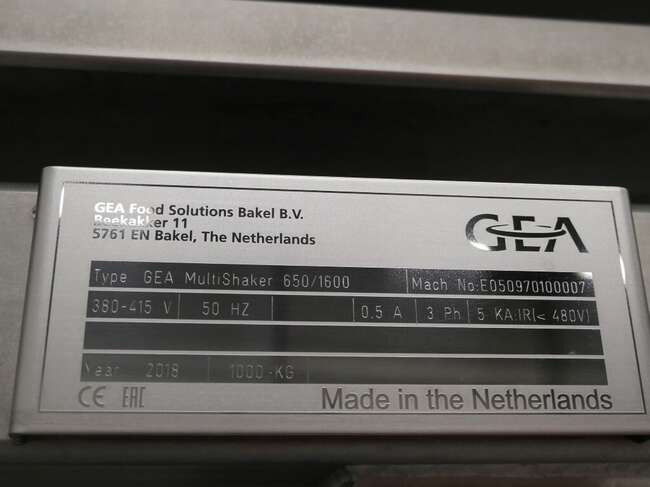 GEA Food Solutions Bakel B.V.
Beekakker 11
5761 EN Bakel, The Netherlands
GEA
Type GEA MultiShaker 650/1600 Mach No:E050970100007
380-415 V 50 HZ 0.5 A 3 Ph 5 KA:IR(< 480V)
Year: 2018 1000-KG
CE EAC Made in the Netherlands